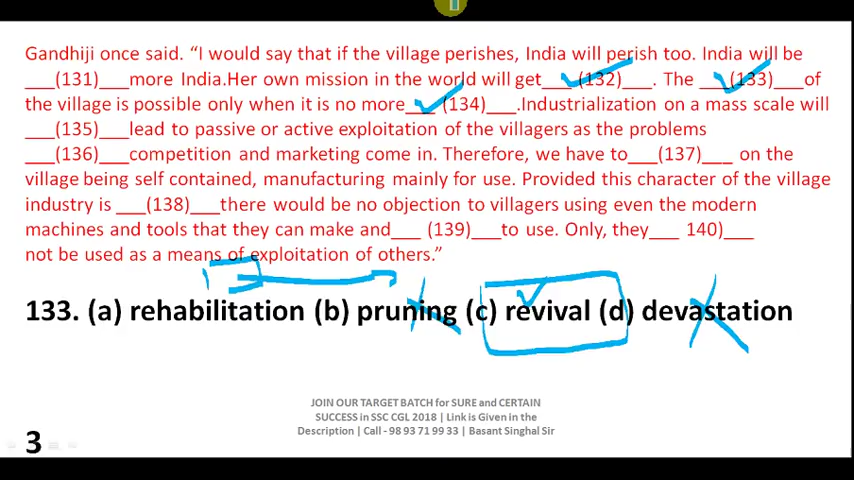 Gandhiji once said. “I would say that if the village perishes, India will perish too. India will be
___(131)___more India.Her own mission in the world will get___ (132)___. The ___(133)___of
the village is possible only when it is no more___ (134)___.Industrialization on a mass scale will
___(135)___lead to passive or active exploitation of the villagers as the problems
___(136)___competition and marketing come in. Therefore, we have to___(137)___ on the
village being self contained, manufacturing mainly for use. Provided this character of the village
industry is ___(138)___there would be no objection to villagers using even the modern
machines and tools that they can make and___ (139)___to use. Only, they___ 140)___
not be used as a means of exploitation of others.”
133. (a) rehabilitation (b) pruning (c) revival (d) devastation
JOIN OUR TARGET BATCH for SURE and CERTAIN
SUCCESS in SSC CGL 2018 | Link is Given in the
Description | Call - 98 93 71 99 33 | Basant Singhal Sir
3